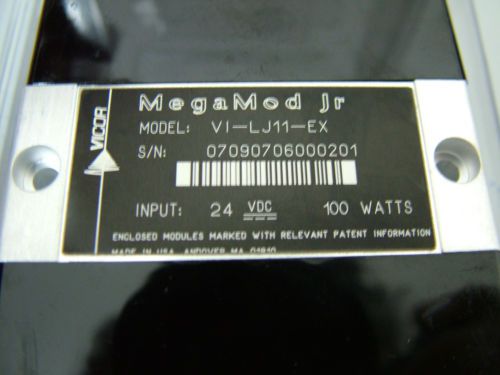 VICOR
MegaMod Jr
MODEL: VI-LJ11-EX
S/N: 07090706000201
INPUT: 24 VDC 100 WATTS
ENCLOSED MODULES MARKED WITH RELEVANT PATENT INFORMATION
MADE IN USA, ANDOVER MA 01810